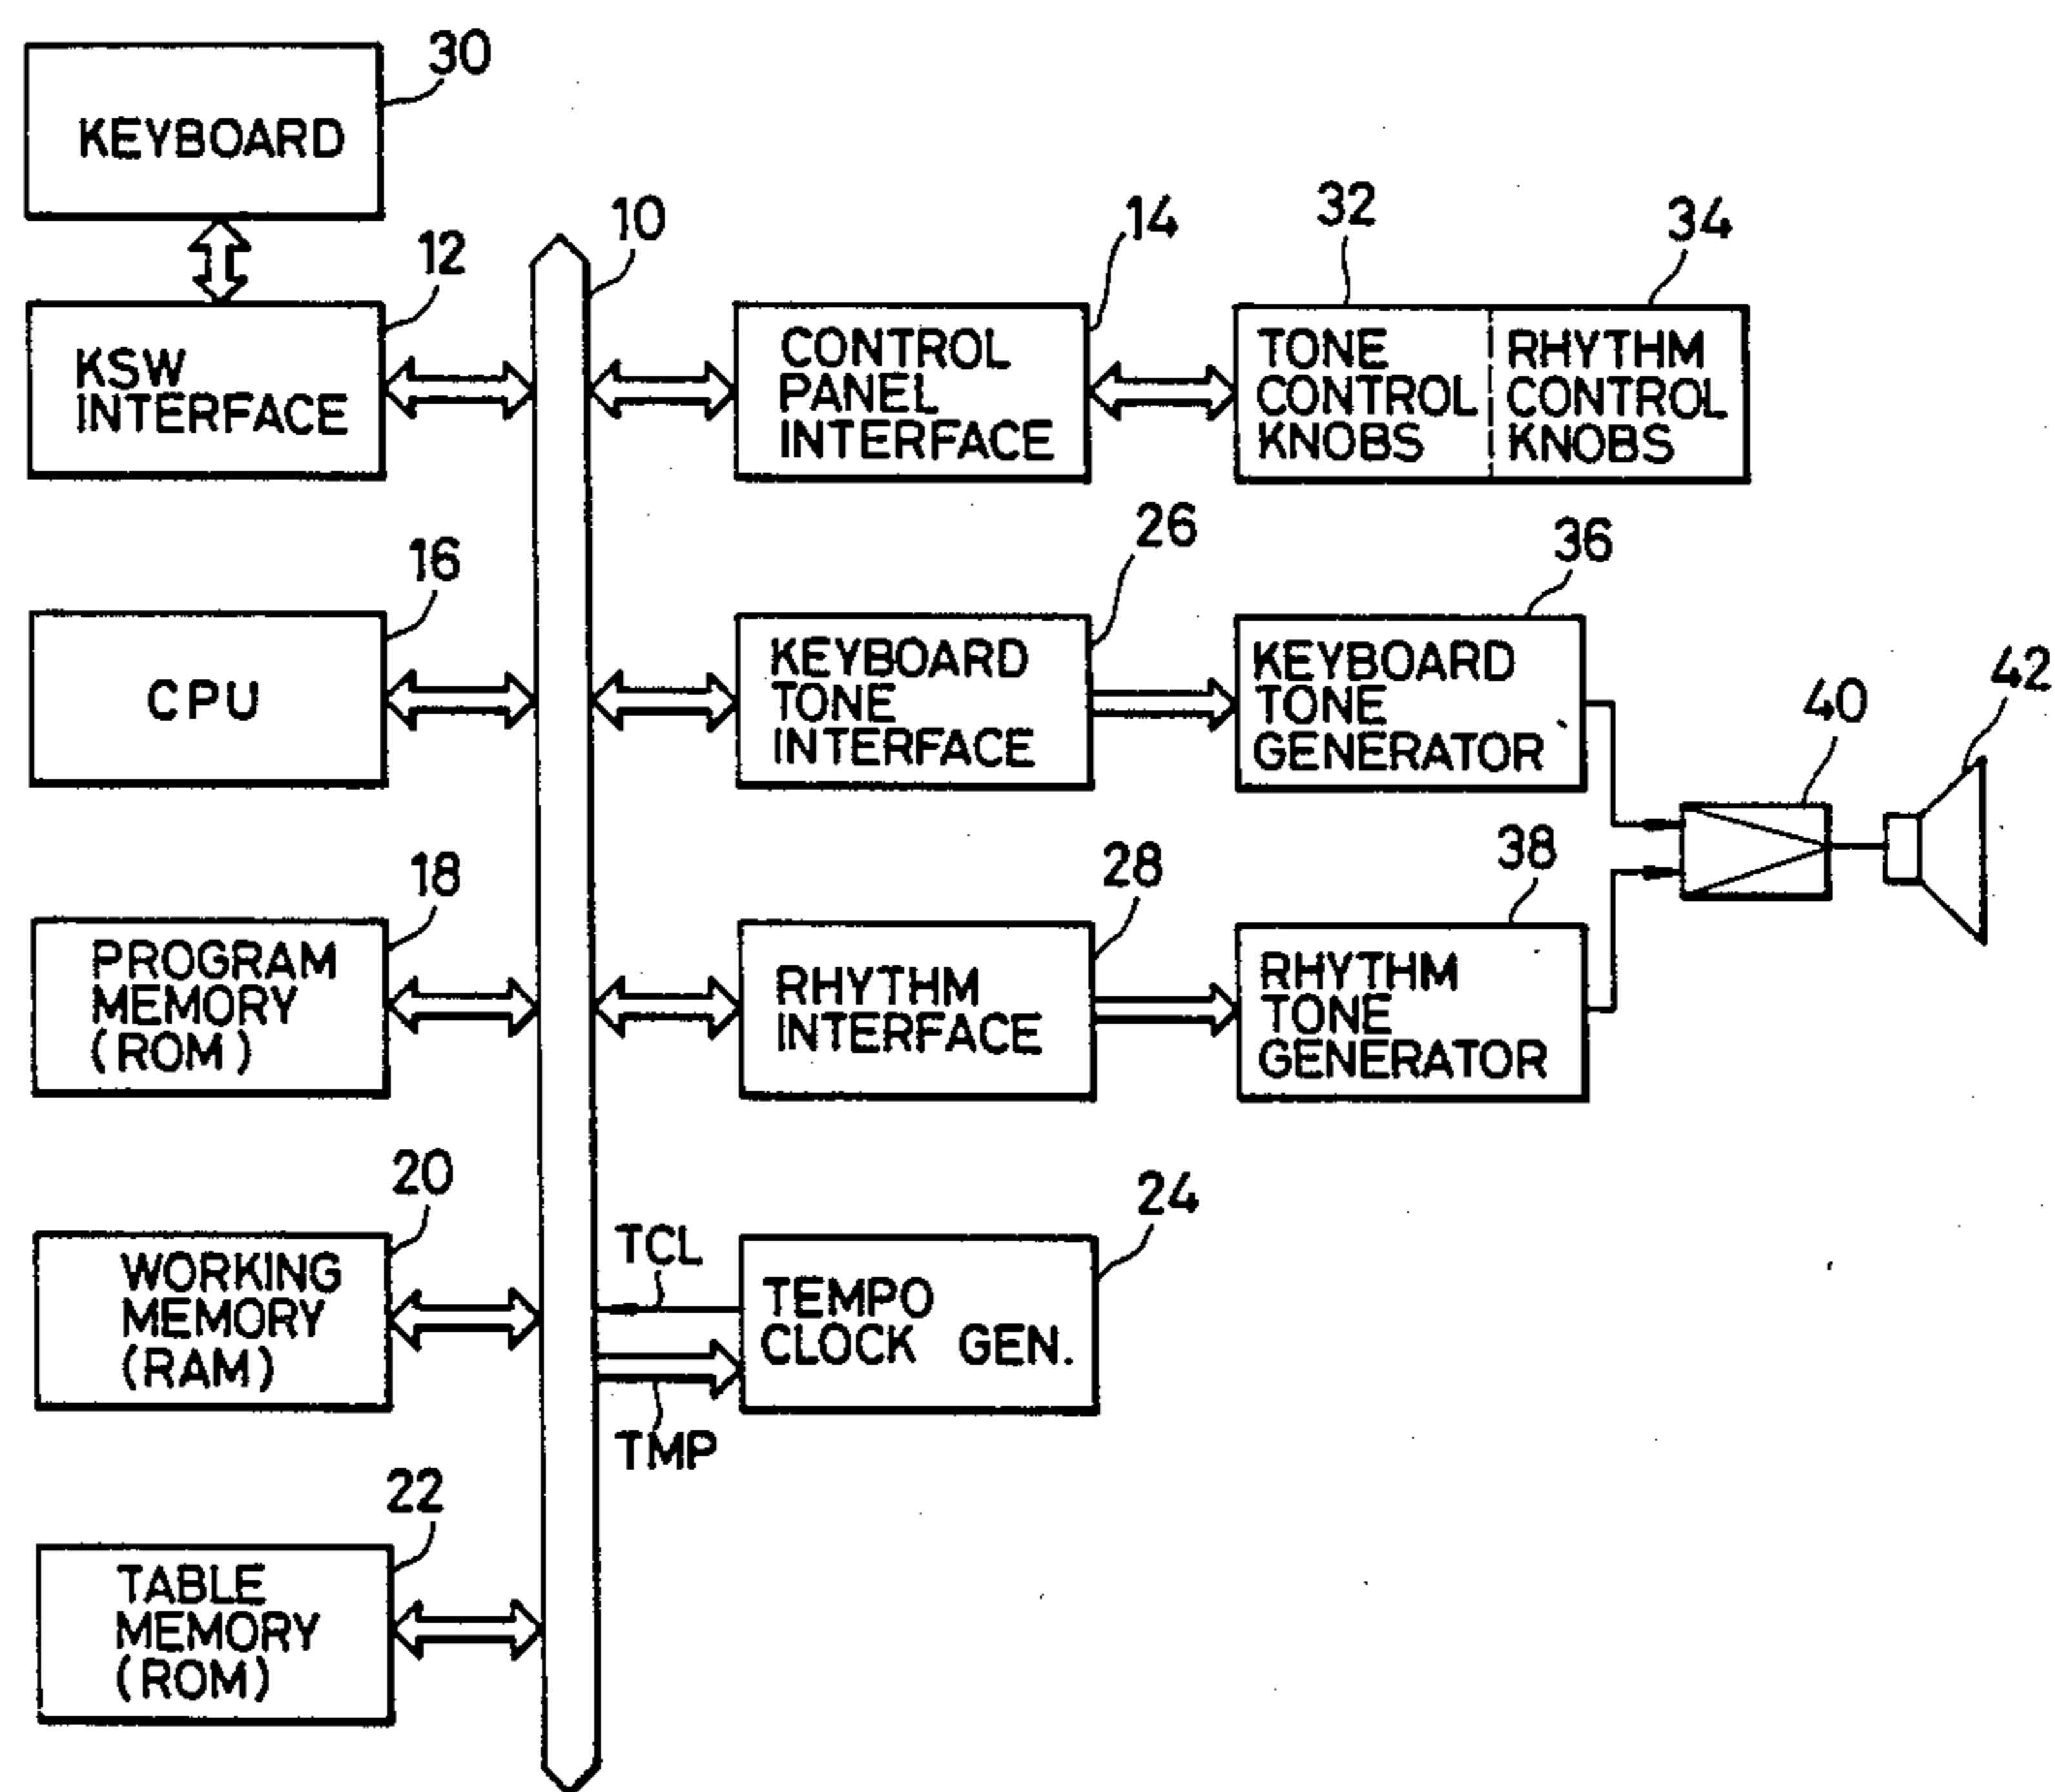 30
KEYBOARD
10
12
KSW
INTERFACE
14
CONTROL
PANEL
INTERFACE
32
TONE
CONTROL
KNOBS
34
RHYTHM
CONTROL
KNOBS
16
CPU
26
KEYBOARD
TONE
INTERFACE
36
KEYBOARD
TONE
GENERATOR
40
42
18
PROGRAM
MEMORY
(ROM)
28
RHYTHM
INTERFACE
38
RHYTHM
TONE
GENERATOR
20
WORKING
MEMORY
(RAM)
TCL
TMP
24
TEMPO
CLOCK GEN.
22
TABLE
MEMORY
(ROM)